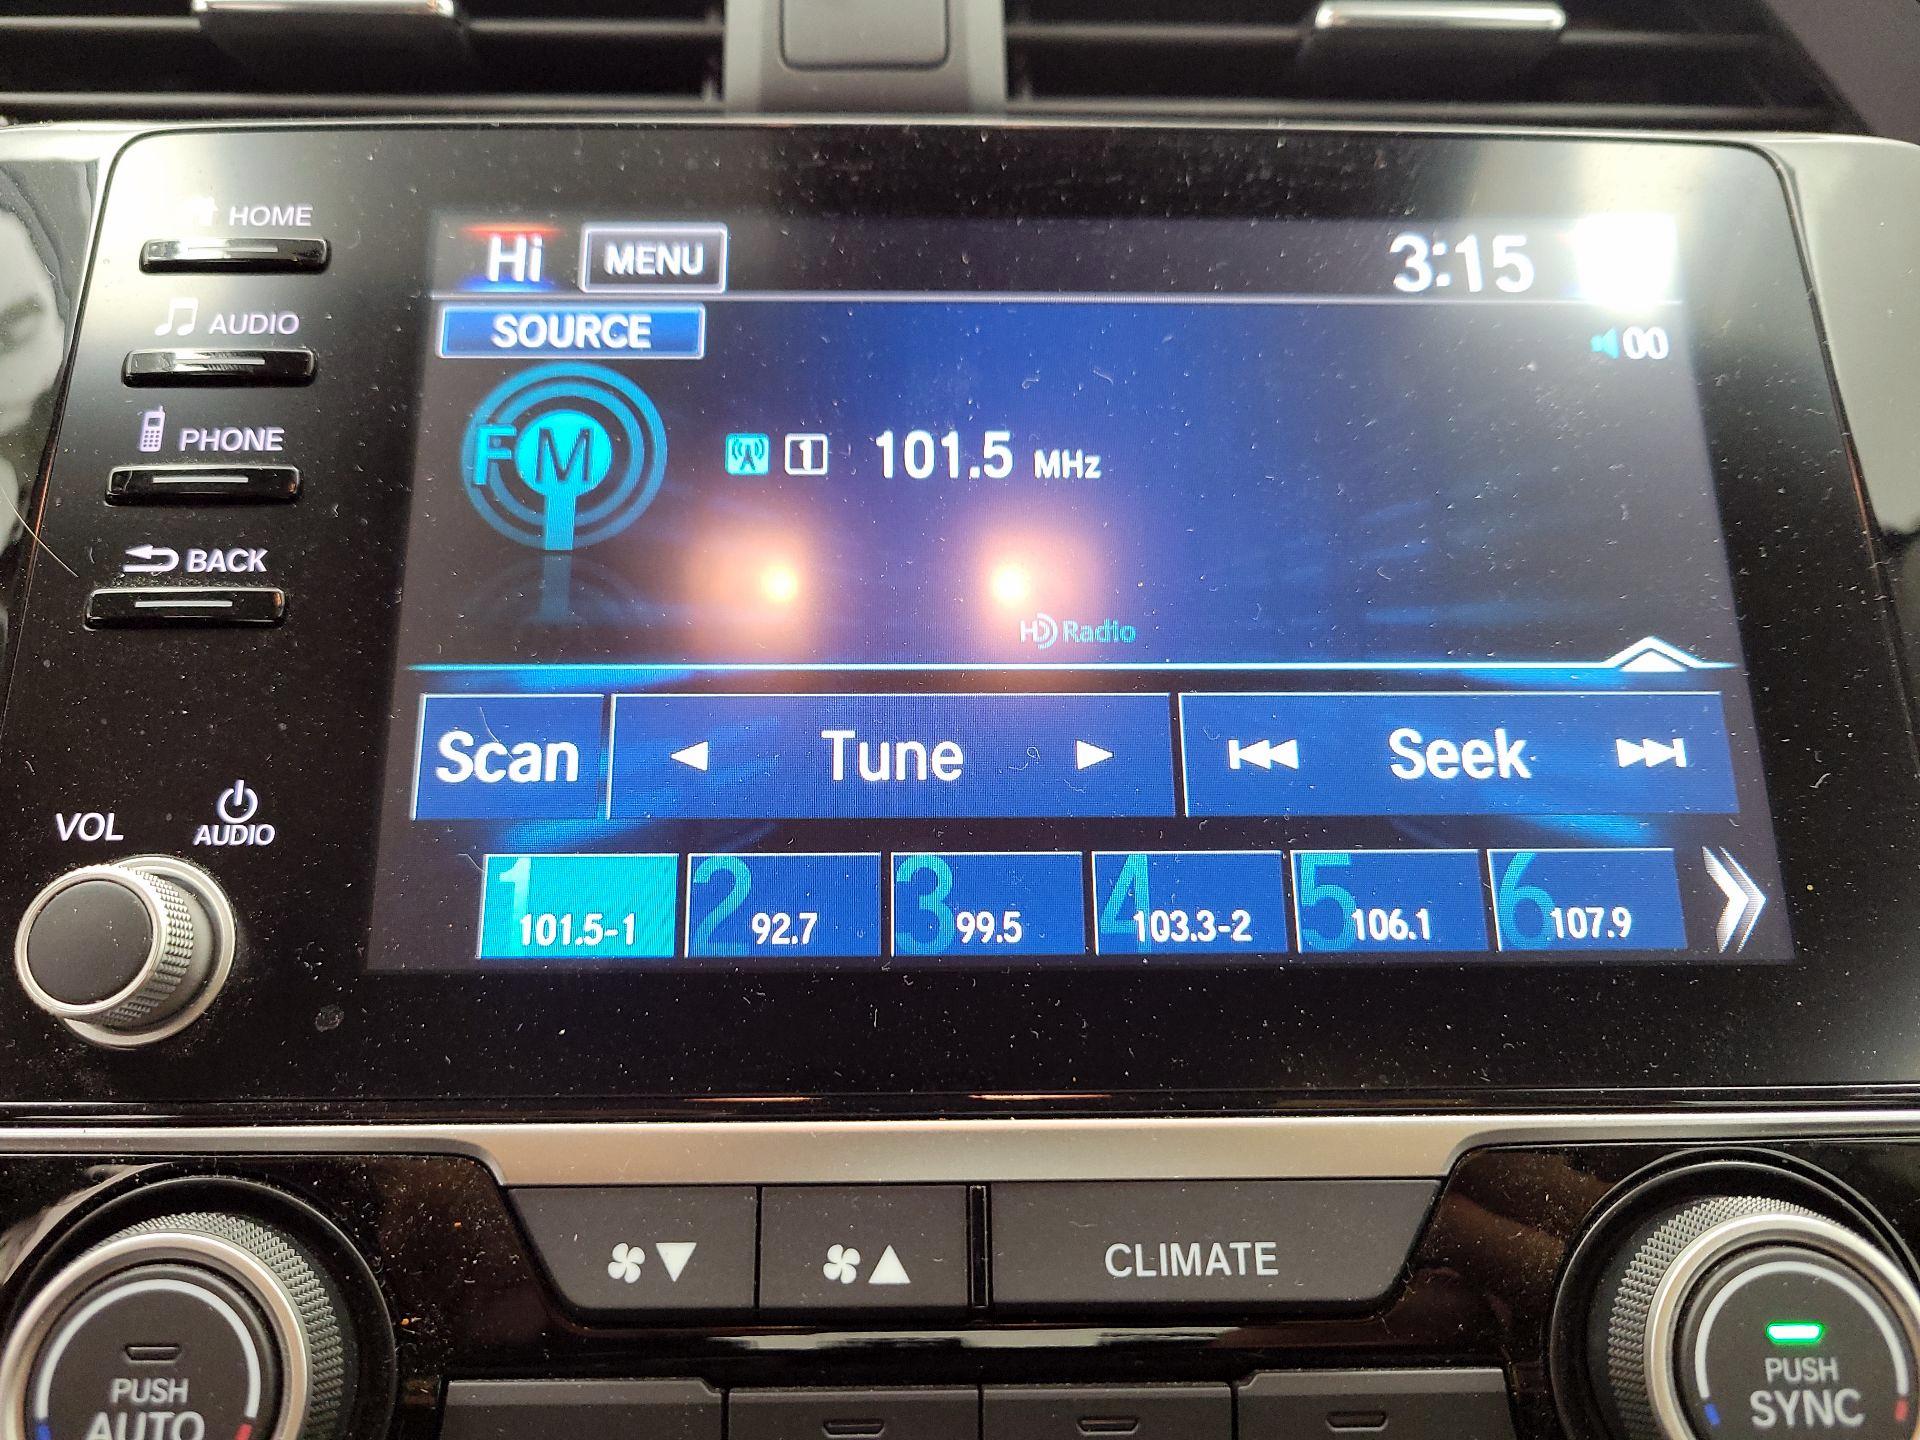 HOME
Hi MENU 3:15
AUDIO
SOURCE 00
PHONE
FM 1 101.5 MHz
BACK
HD Radio
Scan Tune Seek
VOL AUDIO
1 101.5-1 2 92.7 3 99.5 4 103.3-2 5 106.1 6 107.9
CLIMATE
PUSH AUTO
PUSH SYNC